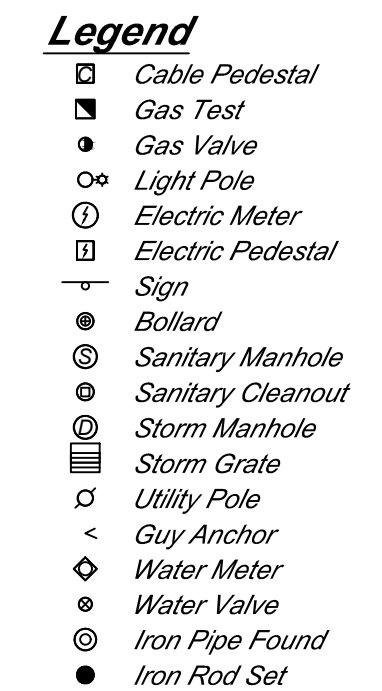 Legend
C Cable Pedestal
Gas Test
Gas Valve
Light Pole
Electric Meter
Electric Pedestal
Sign
Bollard
S Sanitary Manhole
Sanitary Cleanout
D Storm Manhole
Storm Grate
Utility Pole
< Guy Anchor
Water Meter
Water Valve
Iron Pipe Found
Iron Rod Set